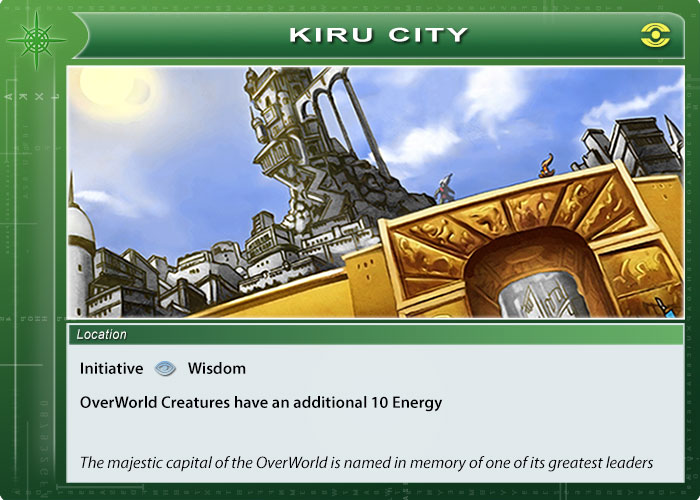 KIRU CITY
Location
Initiative Wisdom
OverWorld Creatures have an additional 10 Energy
The majestic capital of the OverWorld is named in memory of one of its greatest leaders